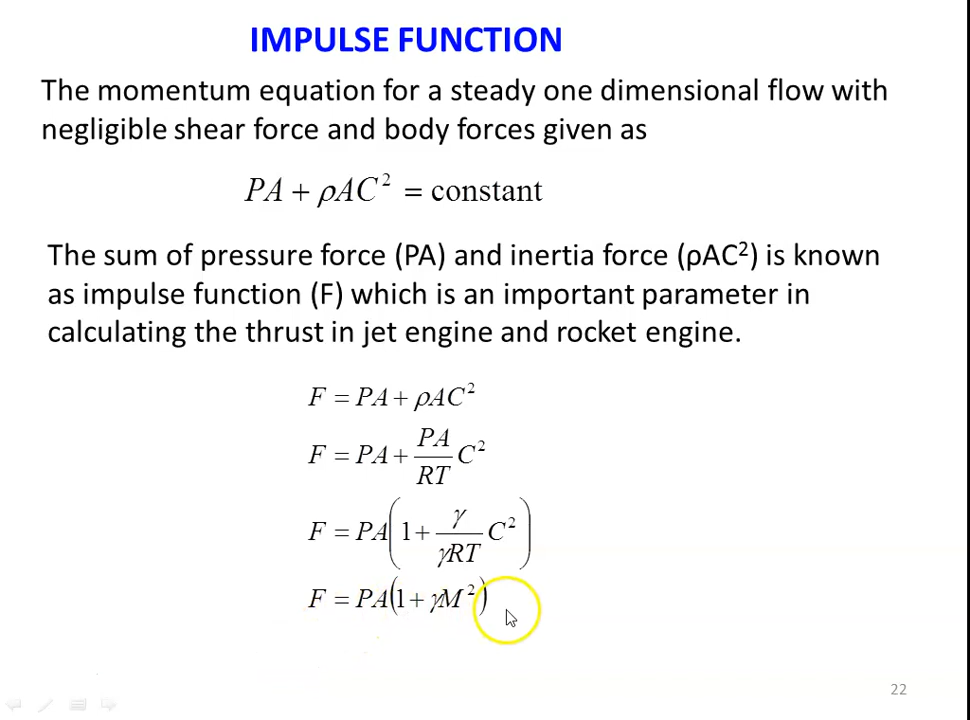 IMPULSE FUNCTION
The momentum equation for a steady one dimensional flow with
negligible shear force and body forces given as
PA + ρAC² = constant
The sum of pressure force (PA) and inertia force (ρAC²) is known
as impulse function (F) which is an important parameter in
calculating the thrust in jet engine and rocket engine.
F = PA + ρAC²
F = PA + \frac{PA}{RT} C²
F = PA(1 + \frac{γ}{γRT} C²)
F = PA(1 + γM²)
22